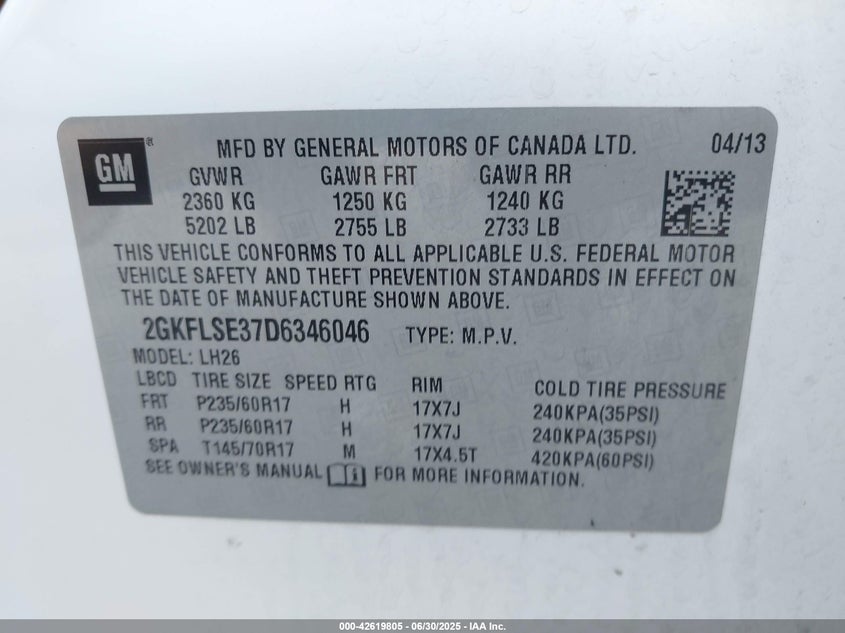 GM ®
MFD BY GENERAL MOTORS OF CANADA LTD. 04/13
GVWR GAWR FRT GAWR RR
2360 KG 1250 KG 1240 KG
5202 LB 2755 LB 2733 LB
THIS VEHICLE CONFORMS TO ALL APPLICABLE U.S. FEDERAL MOTOR
VEHICLE SAFETY AND THEFT PREVENTION STANDARDS IN EFFECT ON
THE DATE OF MANUFACTURE SHOWN ABOVE.
2GKFLSE37D6346046 TYPE: M.P.V.
MODEL: LH26
LBCD TIRE SIZE SPEED RTG RIM COLD TIRE PRESSURE
FRT P235/60R17 H 17X7J 240KPA(35PSI)
RR P235/60R17 H 17X7J 240KPA(35PSI)
SPA T145/70R17 M 17X4.5T 420KPA(60PSI)
SEE OWNER'S MANUAL FOR MORE INFORMATION.
000-42619805 - 06/30/2025 - IAA Inc.